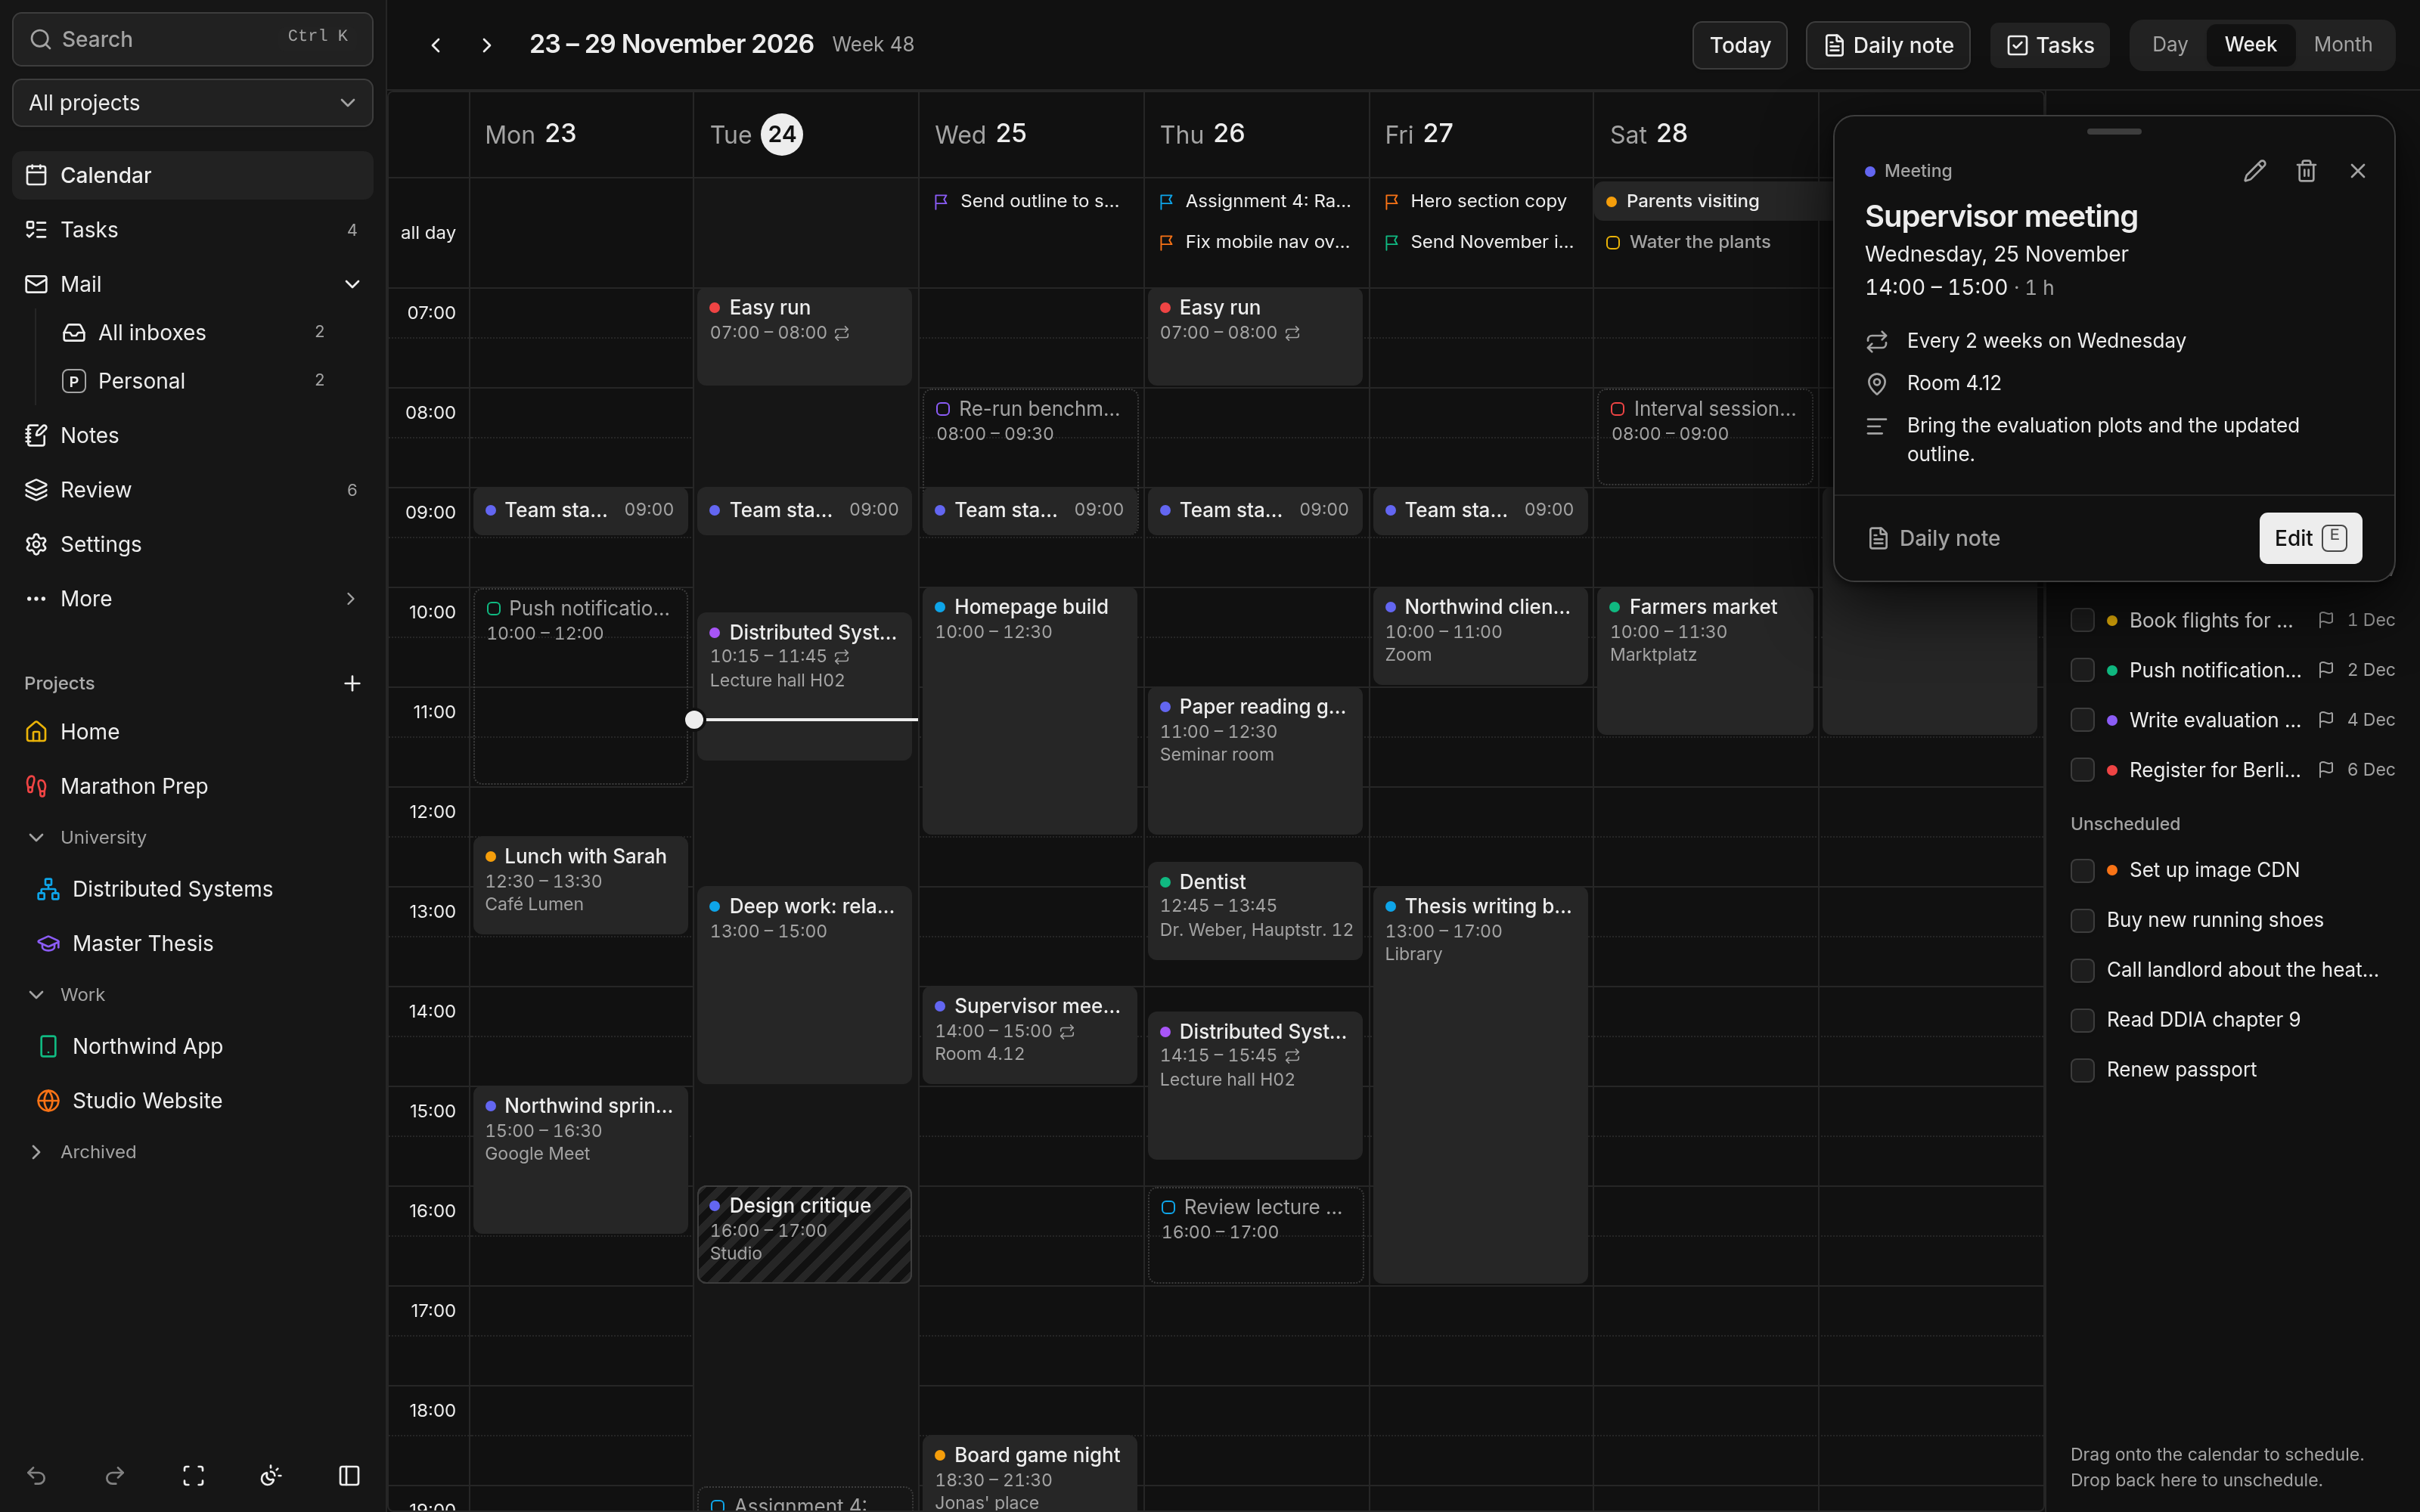 Search
Ctrl K
All projects
Calendar
Tasks 4
Mail
All inboxes 2
P Personal 2
Notes
Review 6
Settings
More
Projects
Home
Marathon Prep
University
Distributed Systems
Master Thesis
Work
Northwind App
Studio Website
Archived
23 – 29 November 2026 Week 48
Today
Daily note
Tasks
Day
Week
Month
Mon 23
Tue 24
Wed 25
Thu 26
Fri 27
Sat 28
all day
Send outline to s...
Assignment 4: Ra...
Fix mobile nav ov...
Hero section copy
Send November i...
Parents visiting
Water the plants
07:00
08:00
09:00
10:00
11:00
12:00
13:00
14:00
15:00
16:00
17:00
18:00
19:00
Team sta... 09:00
Push notificatio...
10:00 – 12:00
Lunch with Sarah
12:30 – 13:30
Café Lumen
Northwind sprin...
15:00 – 16:30
Google Meet
Easy run
07:00 – 08:00
Team sta... 09:00
Distributed Syst...
10:15 – 11:45
Lecture hall H02
Deep work: rela...
13:00 – 15:00
Design critique
16:00 – 17:00
Studio
Assignment 4:
Re-run benchm...
08:00 – 09:30
Team sta... 09:00
Homepage build
10:00 – 12:30
Supervisor mee...
14:00 – 15:00
Room 4.12
Board game night
18:30 – 21:30
Jonas' place
Easy run
07:00 – 08:00
Team sta... 09:00
Paper reading g...
11:00 – 12:30
Seminar room
Dentist
12:45 – 13:45
Dr. Weber, Hauptstr. 12
Distributed Syst...
14:15 – 15:45
Lecture hall H02
Review lecture ...
16:00 – 17:00
Team sta... 09:00
Northwind clien...
10:00 – 11:00
Zoom
Thesis writing b...
13:00 – 17:00
Library
Interval session...
08:00 – 09:00
Farmers market
10:00 – 11:30
Marktplatz
Meeting
Supervisor meeting
Wednesday, 25 November
14:00 – 15:00 · 1 h
Every 2 weeks on Wednesday
Room 4.12
Bring the evaluation plots and the updated
outline.
Daily note
Edit E
Book flights for ... 1 Dec
Push notification... 2 Dec
Write evaluation ... 4 Dec
Register for Berli... 6 Dec
Unscheduled
Set up image CDN
Buy new running shoes
Call landlord about the heat...
Read DDIA chapter 9
Renew passport
Drag onto the calendar to schedule.
Drop back here to unschedule.